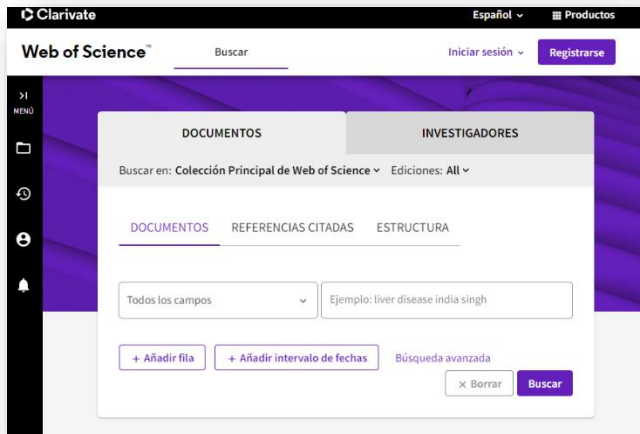 Clarivate Español Productos
Web of Science™ Buscar Iniciar sesión Registrarse
MENÚ
DOCUMENTOS INVESTIGADORES
Buscar en: Colección Principal de Web of Science Ediciones: All
DOCUMENTOS REFERENCIAS CITADAS ESTRUCTURA
Todos los campos Ejemplo: liver disease india singh
+ Añadir fila + Añadir intervalo de fechas Búsqueda avanzada
× Borrar Buscar